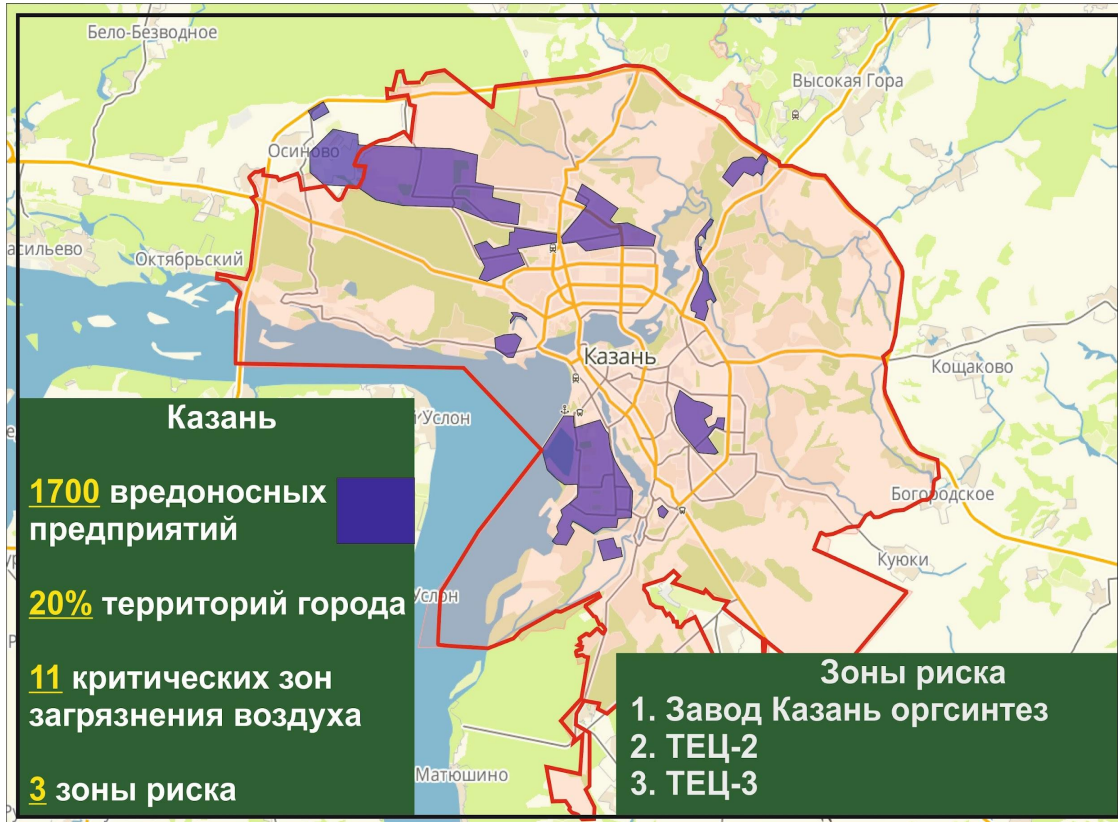 Бело-Безводное
Высокая Гора
Осиново
асильево
Октябрьский
Казань
Кощаково
Услон
Богородское
Куюки
Услон
Матюшино
Казань
1700 вредоносных
предприятий
20% территорий города
11 критических зон
загрязнения воздуха
3 зоны риска
Зоны риска
1. Завод Казань оргсинтез
2. ТЕЦ-2
3. ТЕЦ-3